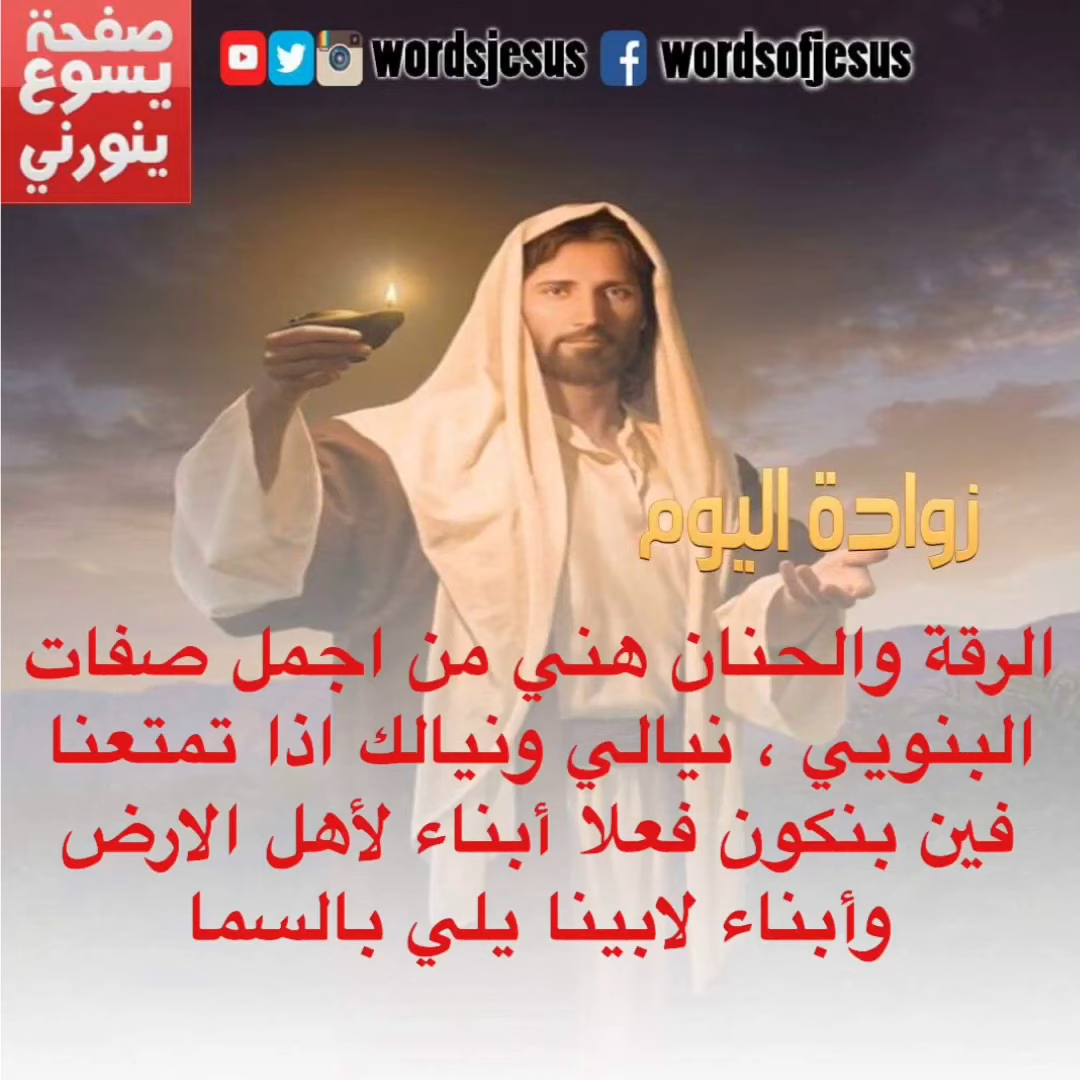 صفحة
يسوع
ينورني
wordsjesus wordsofjesus
زوادة اليوم
الرقة والحنان هني من اجمل صفات
البنويي ، نيالي ونيالك اذا تمتعنا
فين بنكون فعلا أبناء لأهل الارض
وأبناء لابينا يلي بالسما